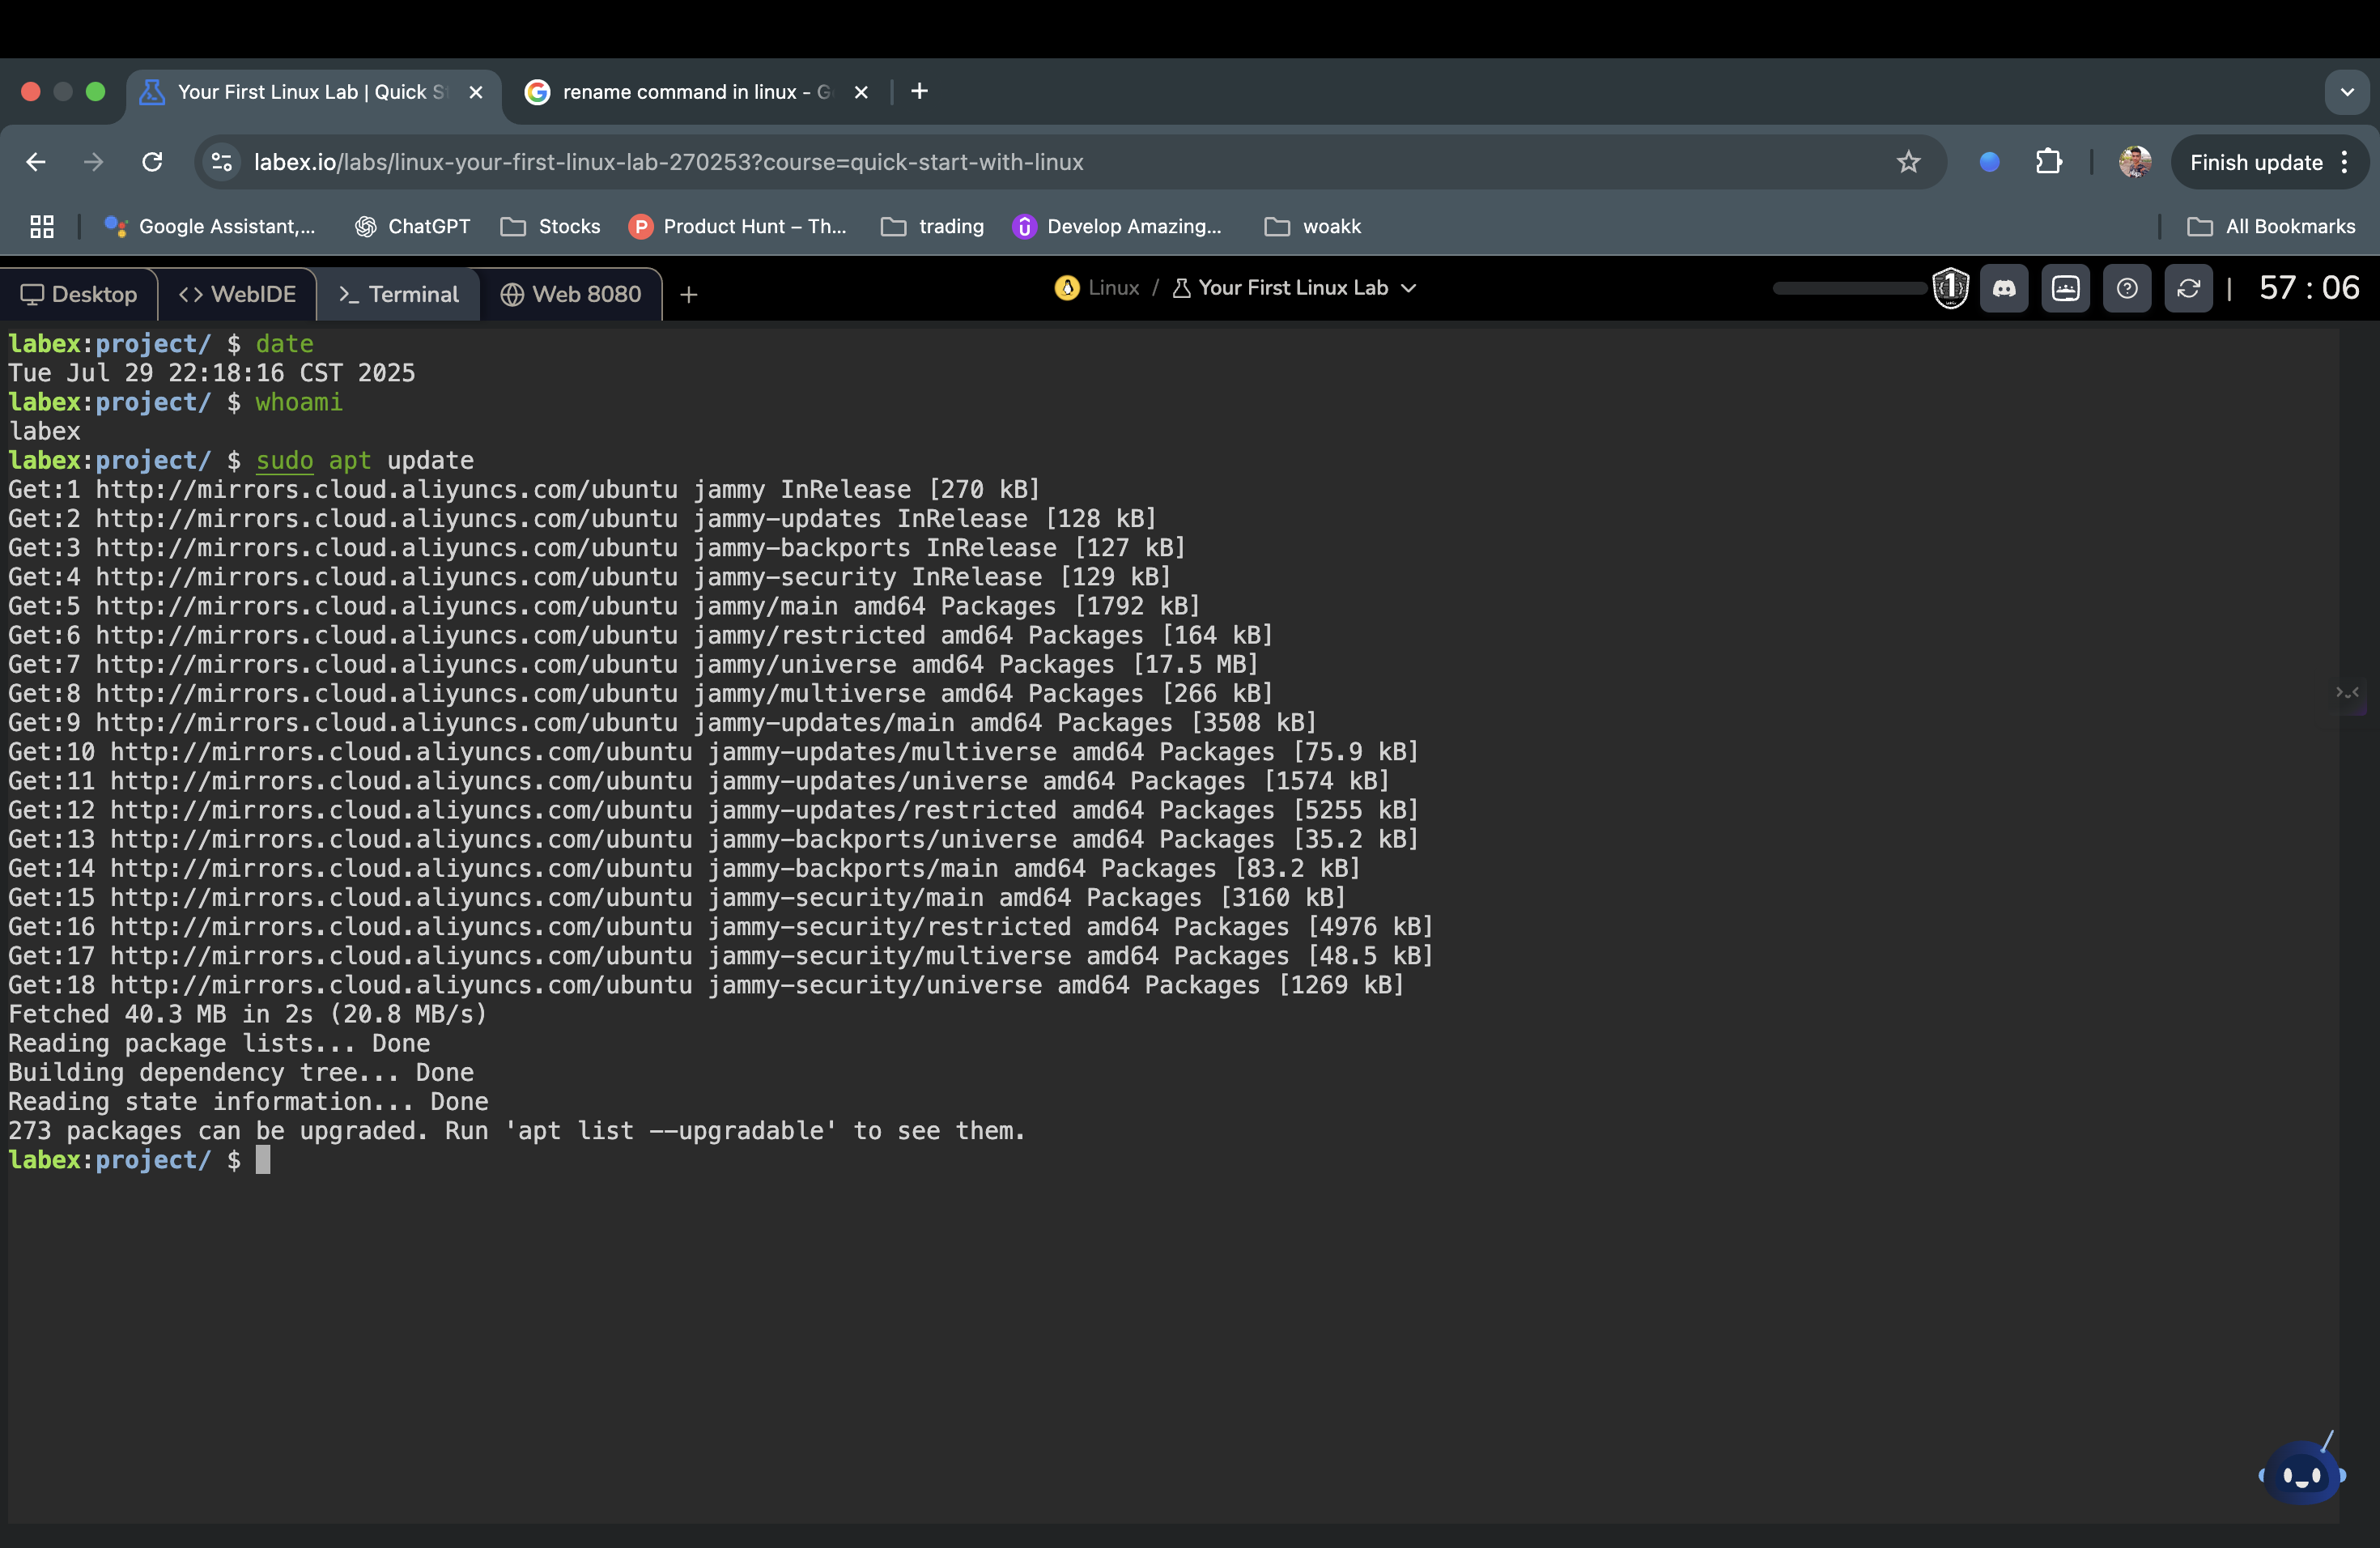 Your First Linux Lab | Quick S
rename command in linux - G
labex.io/labs/linux-your-first-linux-lab-270253?course=quick-start-with-linux
Finish update
Google Assistant,...
ChatGPT
Stocks
Product Hunt – Th...
trading
Develop Amazing...
woakk
All Bookmarks
Desktop
WebIDE
Terminal
Web 8080
Linux / Your First Linux Lab
1
57 : 06
labex:project/ $ date
Tue Jul 29 22:18:16 CST 2025
labex:project/ $ whoami
labex
labex:project/ $ sudo apt update
Get:1 http://mirrors.cloud.aliyuncs.com/ubuntu jammy InRelease [270 kB]
Get:2 http://mirrors.cloud.aliyuncs.com/ubuntu jammy-updates InRelease [128 kB]
Get:3 http://mirrors.cloud.aliyuncs.com/ubuntu jammy-backports InRelease [127 kB]
Get:4 http://mirrors.cloud.aliyuncs.com/ubuntu jammy-security InRelease [129 kB]
Get:5 http://mirrors.cloud.aliyuncs.com/ubuntu jammy/main amd64 Packages [1792 kB]
Get:6 http://mirrors.cloud.aliyuncs.com/ubuntu jammy/restricted amd64 Packages [164 kB]
Get:7 http://mirrors.cloud.aliyuncs.com/ubuntu jammy/universe amd64 Packages [17.5 MB]
Get:8 http://mirrors.cloud.aliyuncs.com/ubuntu jammy/multiverse amd64 Packages [266 kB]
Get:9 http://mirrors.cloud.aliyuncs.com/ubuntu jammy-updates/main amd64 Packages [3508 kB]
Get:10 http://mirrors.cloud.aliyuncs.com/ubuntu jammy-updates/multiverse amd64 Packages [75.9 kB]
Get:11 http://mirrors.cloud.aliyuncs.com/ubuntu jammy-updates/universe amd64 Packages [1574 kB]
Get:12 http://mirrors.cloud.aliyuncs.com/ubuntu jammy-updates/restricted amd64 Packages [5255 kB]
Get:13 http://mirrors.cloud.aliyuncs.com/ubuntu jammy-backports/universe amd64 Packages [35.2 kB]
Get:14 http://mirrors.cloud.aliyuncs.com/ubuntu jammy-backports/main amd64 Packages [83.2 kB]
Get:15 http://mirrors.cloud.aliyuncs.com/ubuntu jammy-security/main amd64 Packages [3160 kB]
Get:16 http://mirrors.cloud.aliyuncs.com/ubuntu jammy-security/restricted amd64 Packages [4976 kB]
Get:17 http://mirrors.cloud.aliyuncs.com/ubuntu jammy-security/multiverse amd64 Packages [48.5 kB]
Get:18 http://mirrors.cloud.aliyuncs.com/ubuntu jammy-security/universe amd64 Packages [1269 kB]
Fetched 40.3 MB in 2s (20.8 MB/s)
Reading package lists... Done
Building dependency tree... Done
Reading state information... Done
273 packages can be upgraded. Run 'apt list --upgradable' to see them.
labex:project/ $